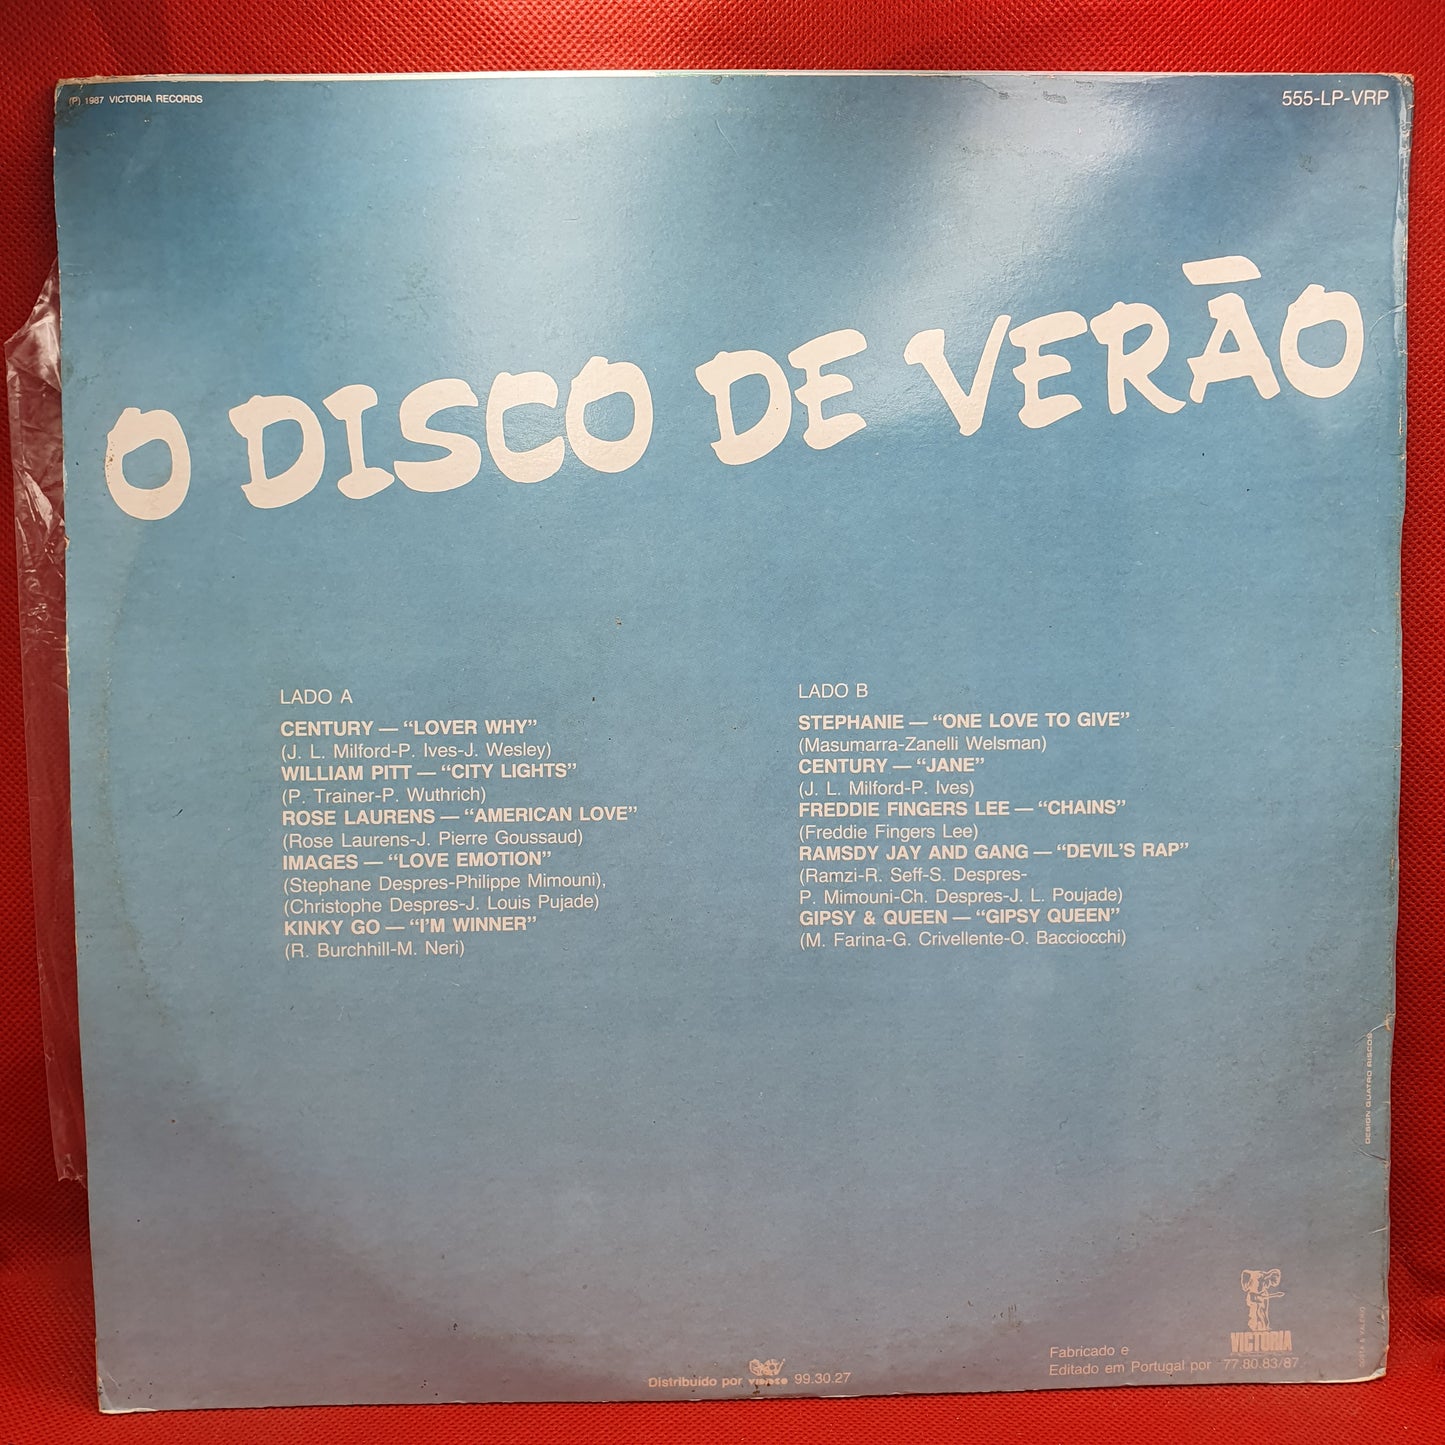 (P) 1987 VICTORIA RECORDS
555-LP-VRP
O DISCO DE VERÃO
LADO A
CENTURY — “LOVER WHY”
(J. L. Milford-P. Ives-J. Wesley)
WILLIAM PITT — “CITY LIGHTS”
(P. Trainer-P. Wuthrich)
ROSE LAURENS — “AMERICAN LOVE”
(Rose Laurens-J. Pierre Goussaud)
IMAGES — “LOVE EMOTION”
(Stephane Despres-Philippe Mimouni),
(Christophe Despres-J. Louis Pujade)
KINKY GO — “I’M WINNER”
(R. Burchhill-M. Neri)
LADO B
STEPHANIE — “ONE LOVE TO GIVE”
(Masumarra-Zanelli Welsman)
CENTURY — “JANE”
(J. L. Milford-P. Ives)
FREDDIE FINGERS LEE — “CHAINS”
(Freddie Fingers Lee)
RAMSDY JAY AND GANG — “DEVIL’S RAP”
(Ramzi-R. Seff-S. Despres-
P. Mimouni-Ch. Despres-J. L. Poujade)
GIPSY & QUEEN — “GIPSY QUEEN”
(M. Farina-G. Crivellente-O. Bacciocchi)
DESIGN QUATRO RISCOS
VICTORIA
Fabricado e
Editado em Portugal por 77.80.83/87
Distribuído por 99.30.27